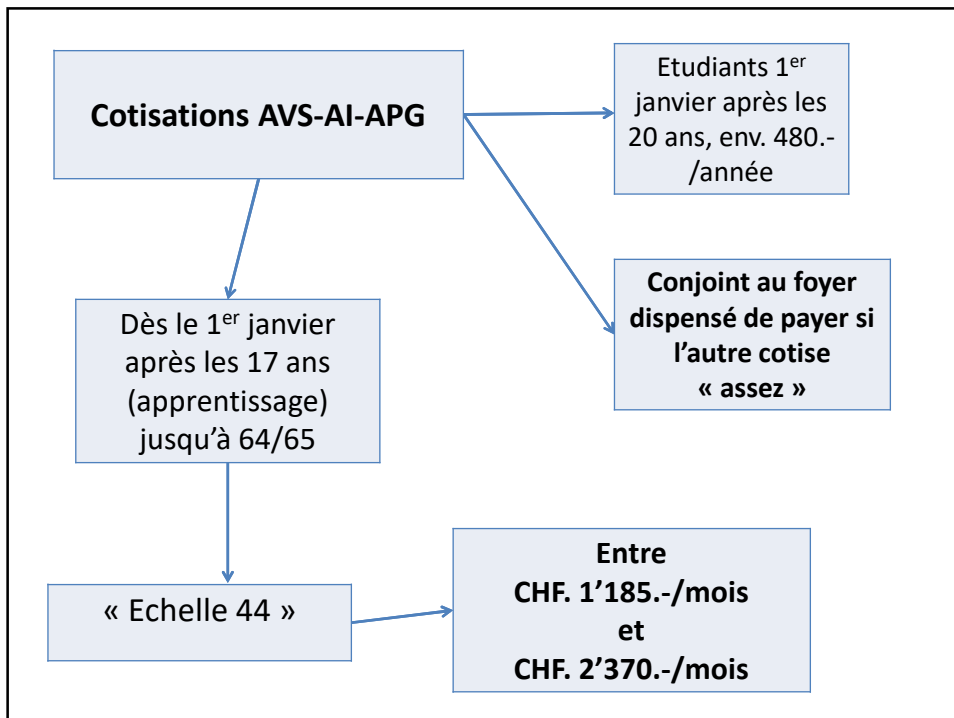 Cotisations AVS-AI-APG
Etudiants 1er
janvier après les
20 ans, env. 480.-
/année
Conjoint au foyer
dispensé de payer si
l’autre cotise
« assez »
Dès le 1er janvier
après les 17 ans
(apprentissage)
jusqu’à 64/65
« Echelle 44 »
Entre
CHF. 1’185.-/mois
et
CHF. 2’370.-/mois